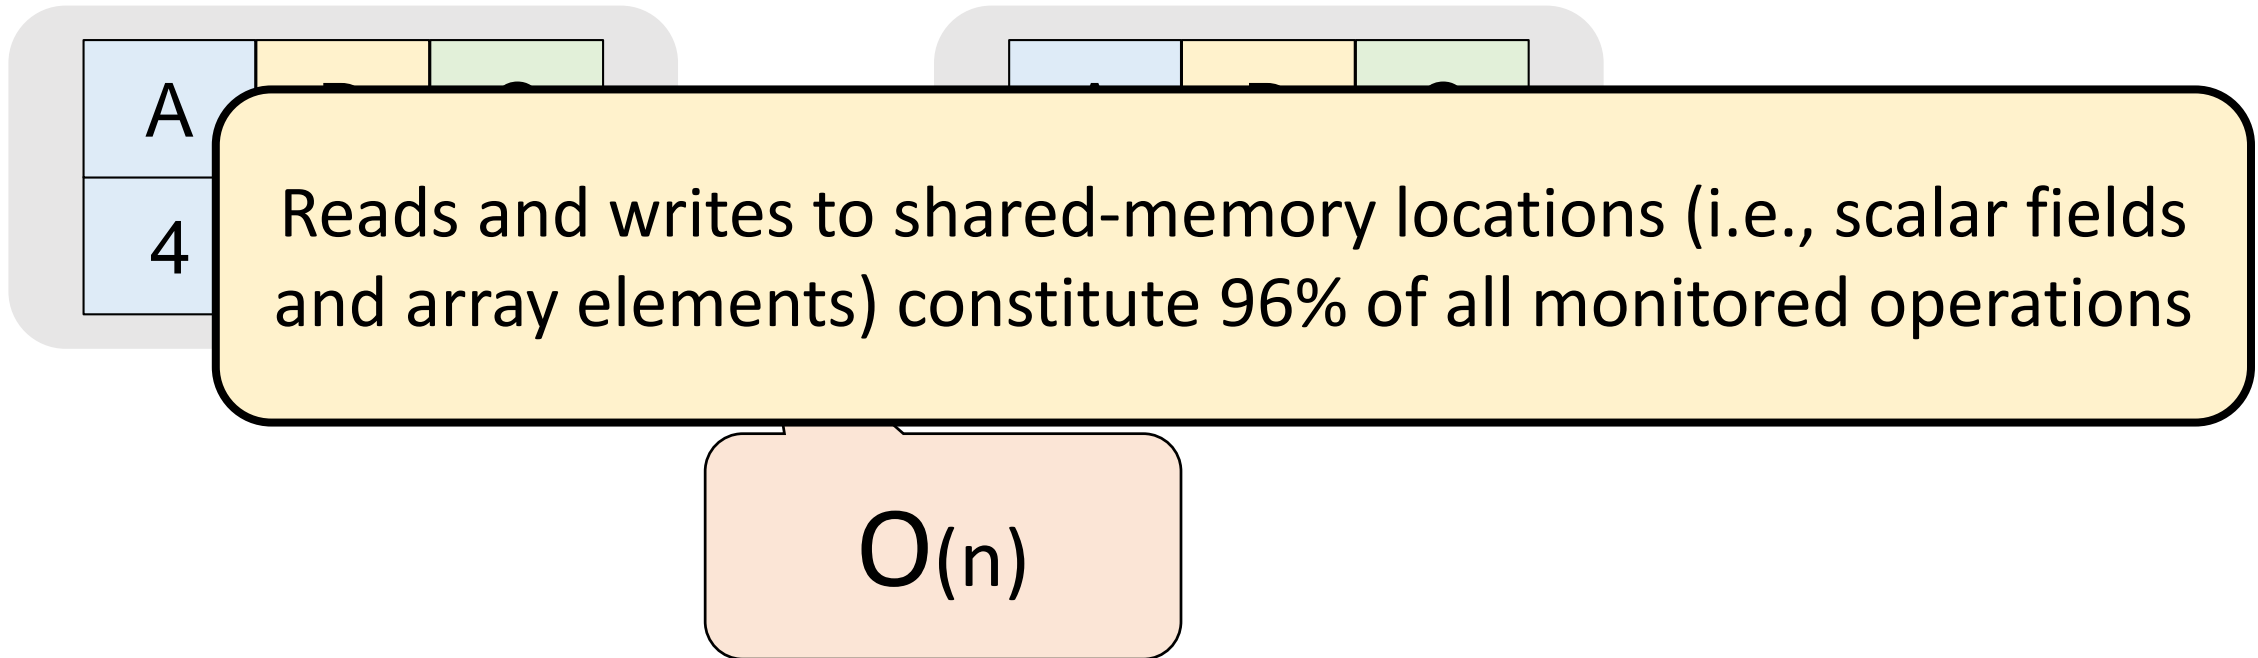 A
4
Reads and writes to shared-memory locations (i.e., scalar fields
and array elements) constitute 96% of all monitored operations
O(n)